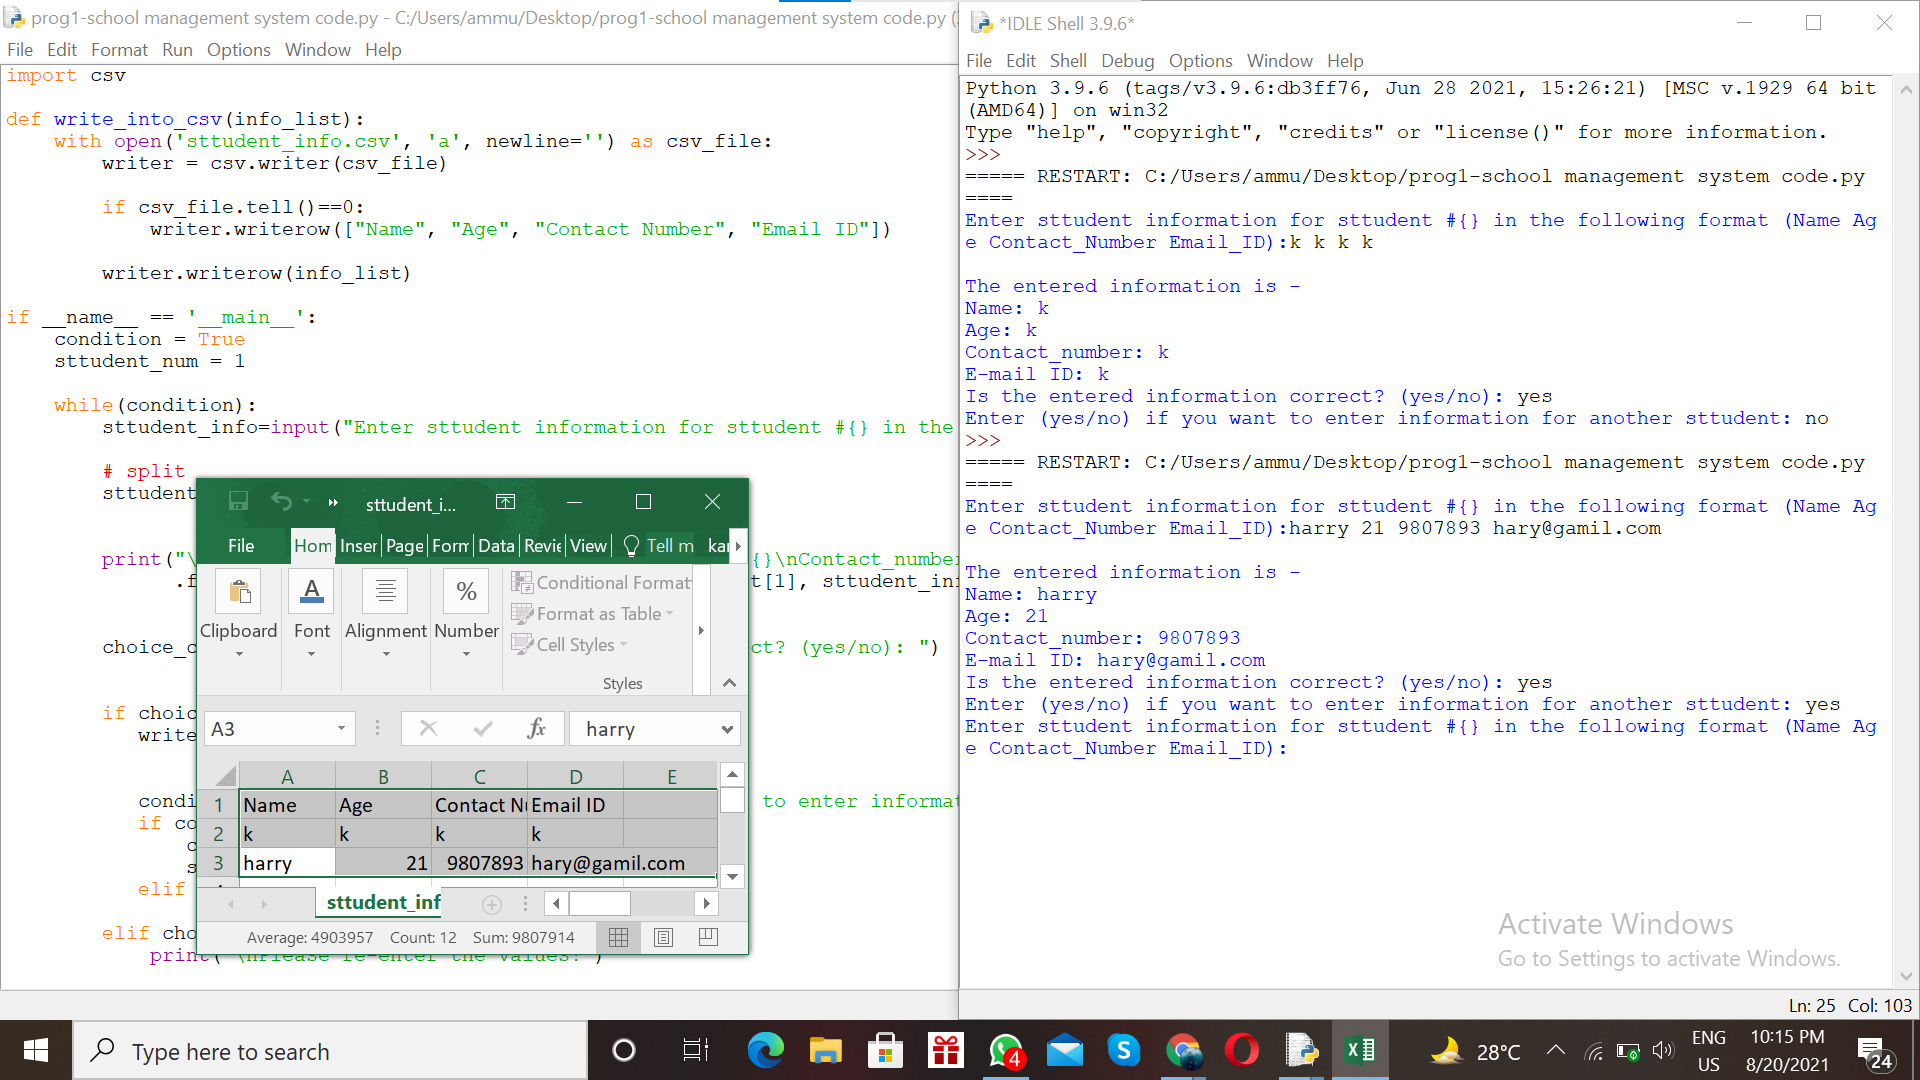 prog1-school management system code.py - C:/Users/ammu/Desktop/prog1-school management system code.py (
File Edit Format Run Options Window Help
import csv
def write_into_csv(info_list):
with open('sttudent_info.csv', 'a', newline='') as csv_file:
writer = csv.writer(csv_file)
if csv_file.tell()==0:
writer.writerow(["Name", "Age", "Contact Number", "Email ID"])
writer.writerow(info_list)
if __name__ == '__main__':
condition = True
sttudent_num = 1
while(condition):
sttudent_info=input("Enter sttudent information for sttudent #{} in the
# split
sttudent
print("\
{}\nContact_number
.f
t[1], sttudent_in
choice_c
ct? (yes/no): ")
if choic
write
condi
to enter informat
if co
c
s
elif
elif cho
print("\nPlease re-enter the values!")
sttudent_i...
File Hom Inser Page Form Data Revie View Tell m kar
Clipboard Font Alignment Number
Conditional Format
Format as Table
Cell Styles
Styles
A3 fx harry
A B C D E
1 Name Age Contact Nu Email ID
2 k k k k
3 harry 21 9807893 hary@gamil.com
sttudent_inf
Average: 4903957 Count: 12 Sum: 9807914
*IDLE Shell 3.9.6*
File Edit Shell Debug Options Window Help
Python 3.9.6 (tags/v3.9.6:db3ff76, Jun 28 2021, 15:26:21) [MSC v.1929 64 bit
(AMD64)] on win32
Type "help", "copyright", "credits" or "license()" for more information.
>>>
===== RESTART: C:/Users/ammu/Desktop/prog1-school management system code.py
====
Enter sttudent information for sttudent #{} in the following format (Name Ag
e Contact_Number Email_ID):k k k k
The entered information is -
Name: k
Age: k
Contact_number: k
E-mail ID: k
Is the entered information correct? (yes/no): yes
Enter (yes/no) if you want to enter information for another sttudent: no
>>>
===== RESTART: C:/Users/ammu/Desktop/prog1-school management system code.py
====
Enter sttudent information for sttudent #{} in the following format (Name Ag
e Contact_Number Email_ID):harry 21 9807893 hary@gamil.com
The entered information is -
Name: harry
Age: 21
Contact_number: 9807893
E-mail ID: hary@gamil.com
Is the entered information correct? (yes/no): yes
Enter (yes/no) if you want to enter information for another sttudent: yes
Enter sttudent information for sttudent #{} in the following format (Name Ag
e Contact_Number Email_ID):
Activate Windows
Go to Settings to activate Windows.
Ln: 25 Col: 103
Type here to search
4
28°C
ENG
US
10:15 PM
8/20/2021
24